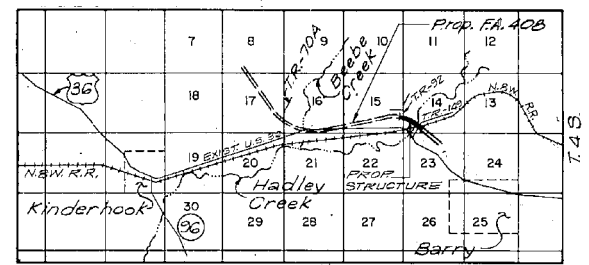 Prop. F.A. 408
7 8 9 10 11 12
T.R.-70A
Beebe Creek
T.R.-92
36
18 17 16 15 14 13
T.R.-149
N.&W. R.R.
T. 4 S.
19 20 21 22 23 24
EXIST. U.S. 36
N.&W. R.R.
PROP. STRUCTURE
Hadley Creek
Kinderhook
96
30 29 28 27 26 25
Barry